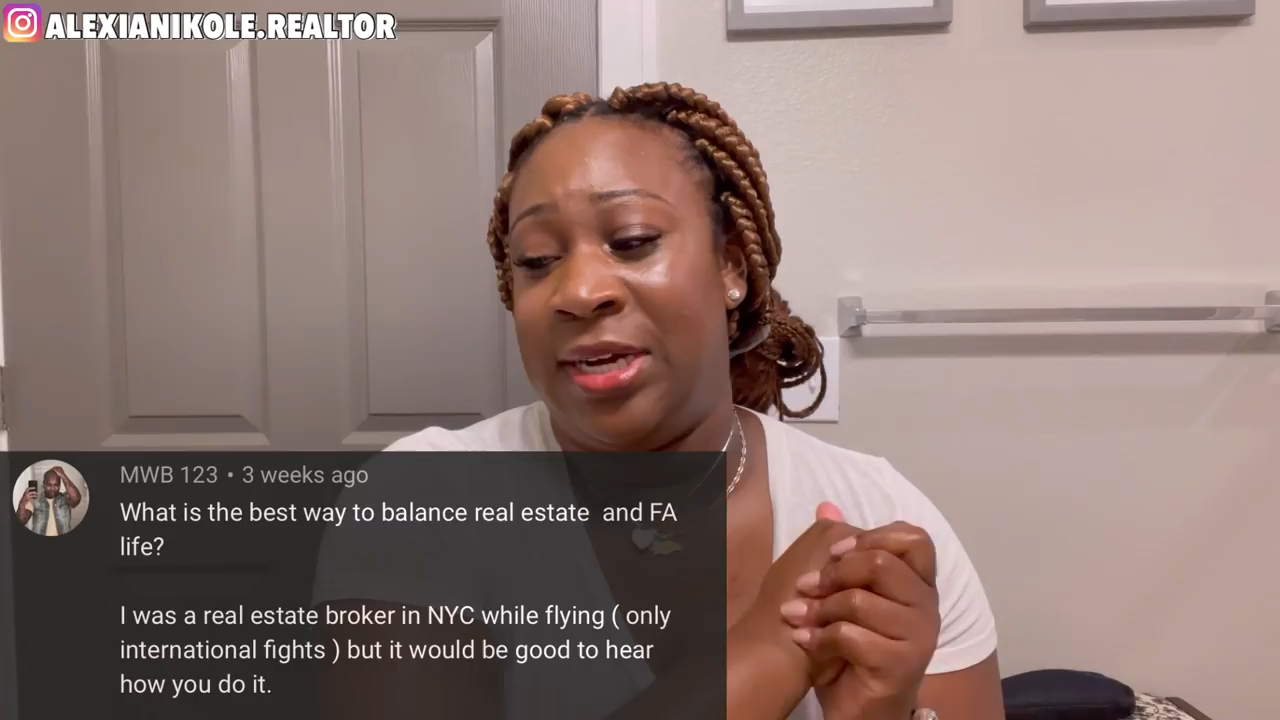 ALEXIANIKOLE.REALTOR
MWB 123 • 3 weeks ago
What is the best way to balance real estate  and FA
life?
I was a real estate broker in NYC while flying ( only
international fights ) but it would be good to hear
how you do it.